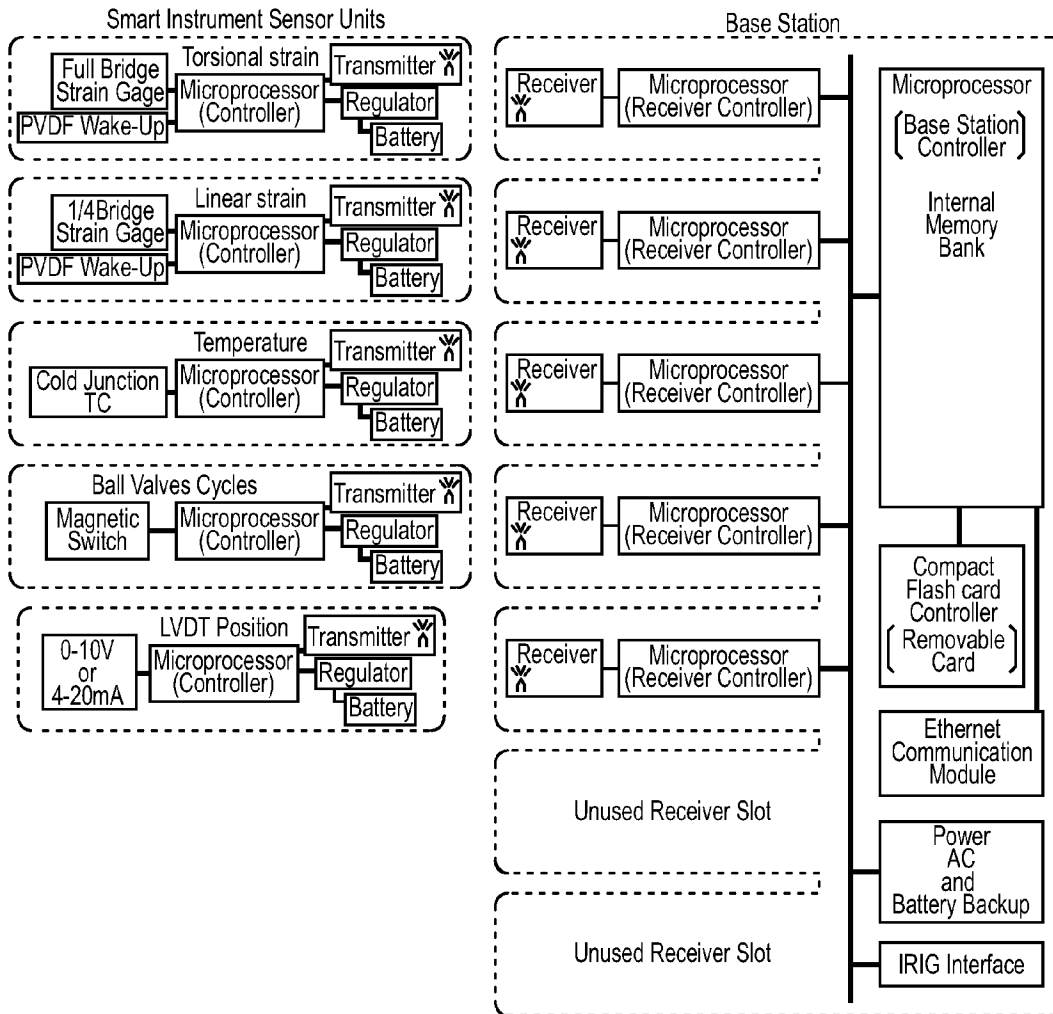 Smart Instrument Sensor Units
Torsional strain
Full Bridge
Strain Gage
PVDF Wake-Up
Microprocessor
(Controller)
Transmitter
Regulator
Battery
Linear strain
1/4Bridge
Strain Gage
PVDF Wake-Up
Microprocessor
(Controller)
Transmitter
Regulator
Battery
Temperature
Cold Junction
TC
Microprocessor
(Controller)
Transmitter
Regulator
Battery
Ball Valves Cycles
Magnetic
Switch
Microprocessor
(Controller)
Transmitter
Regulator
Battery
LVDT Position
0-10V
or
4-20mA
Microprocessor
(Controller)
Transmitter
Regulator
Battery
Base Station
Receiver
Microprocessor
(Receiver Controller)
Receiver
Microprocessor
(Receiver Controller)
Receiver
Microprocessor
(Receiver Controller)
Receiver
Microprocessor
(Receiver Controller)
Receiver
Microprocessor
(Receiver Controller)
Unused Receiver Slot
Unused Receiver Slot
Microprocessor
(Base Station
Controller)
Internal
Memory
Bank
Compact
Flash card
Controller
(Removable
Card)
Ethernet
Communication
Module
Power
AC
and
Battery Backup
IRIG Interface